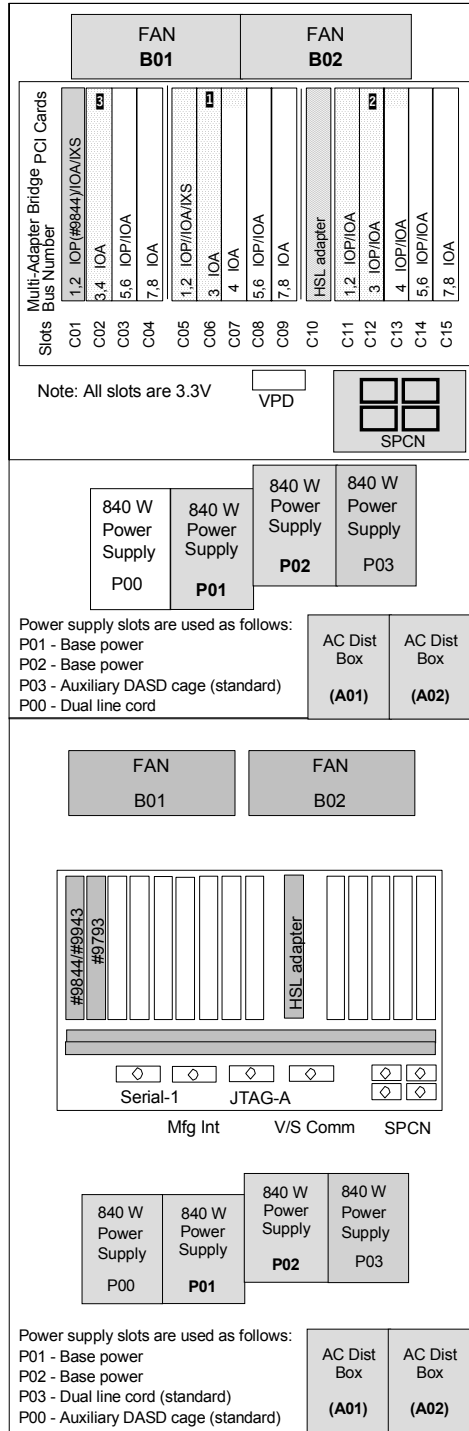 FAN
B01
FAN
B02
Multi-Adapter Bridge PCI Cards
Bus Number
Slots
1,2 IOP(#9844)/IOA/IXS
3,4 IOA
3
5,6 IOP/IOA
7,8 IOA
1,2 IOP//IOA/IXS
3 IOA
1
4 IOA
5,6 IOP/IOA
7,8 IOA
HSL adapter
1,2 IOP/IOA
3 IOP/IOA
2
4 IOP/IOA
5,6 IOP/IOA
7,8 IOA
C01
C02
C03
C04
C05
C06
C07
C08
C09
C10
C11
C12
C13
C14
C15
Note: All slots are 3.3V
VPD
SPCN
840 W
Power
Supply
P00
840 W
Power
Supply
P01
840 W
Power
Supply
P02
840 W
Power
Supply
P03
Power supply slots are used as follows:
P01 - Base power
P02 - Base power
P03 - Auxiliary DASD cage (standard)
P00 - Dual line cord
AC Dist
Box
(A01)
AC Dist
Box
(A02)
FAN
B01
FAN
B02
#9844/#9943
#9793
HSL adapter
Serial-1
JTAG-A
Mfg Int
V/S Comm
SPCN
840 W
Power
Supply
P00
840 W
Power
Supply
P01
840 W
Power
Supply
P02
840 W
Power
Supply
P03
Power supply slots are used as follows:
P01 - Base power
P02 - Base power
P03 - Dual line cord (standard)
P00 - Auxiliary DASD cage (standard)
AC Dist
Box
(A01)
AC Dist
Box
(A02)